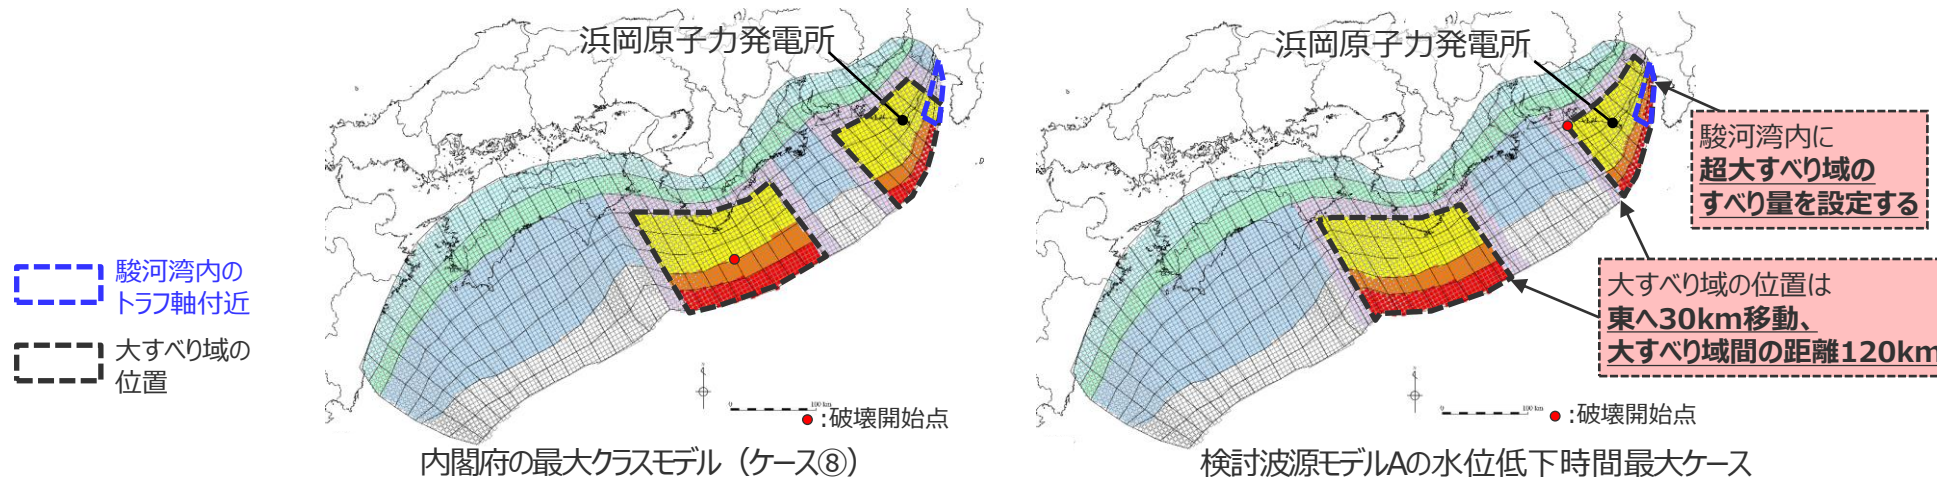 浜岡原子力発電所
駿河湾内の
トラフ軸付近
大すべり域の
位置
0 100 km
●:破壊開始点
内閣府の最大クラスモデル（ケース⑧）
浜岡原子力発電所
駿河湾内に
超大すべり域の
すべり量を設定する
大すべり域の位置は
東へ30km移動、
大すべり域間の距離120km
0 100 km
●:破壊開始点
検討波源モデルAの水位低下時間最大ケース